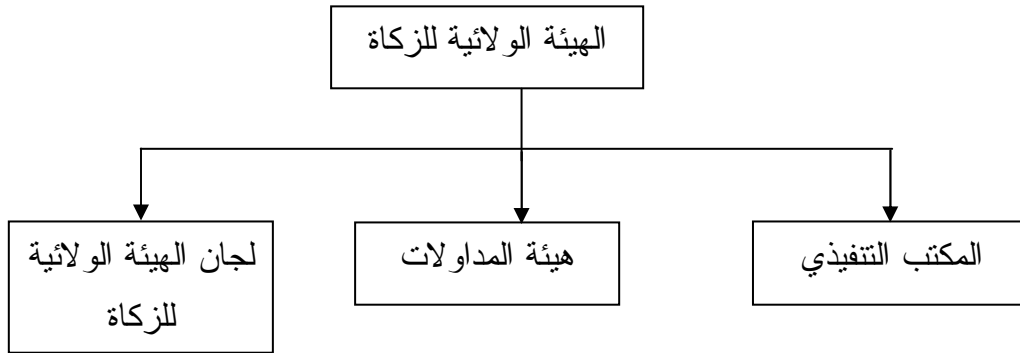 الهيئة الولائية للزكاة
المكتب التنفيذي
هيئة المداولات
لجان الهيئة الولائية
للزكاة